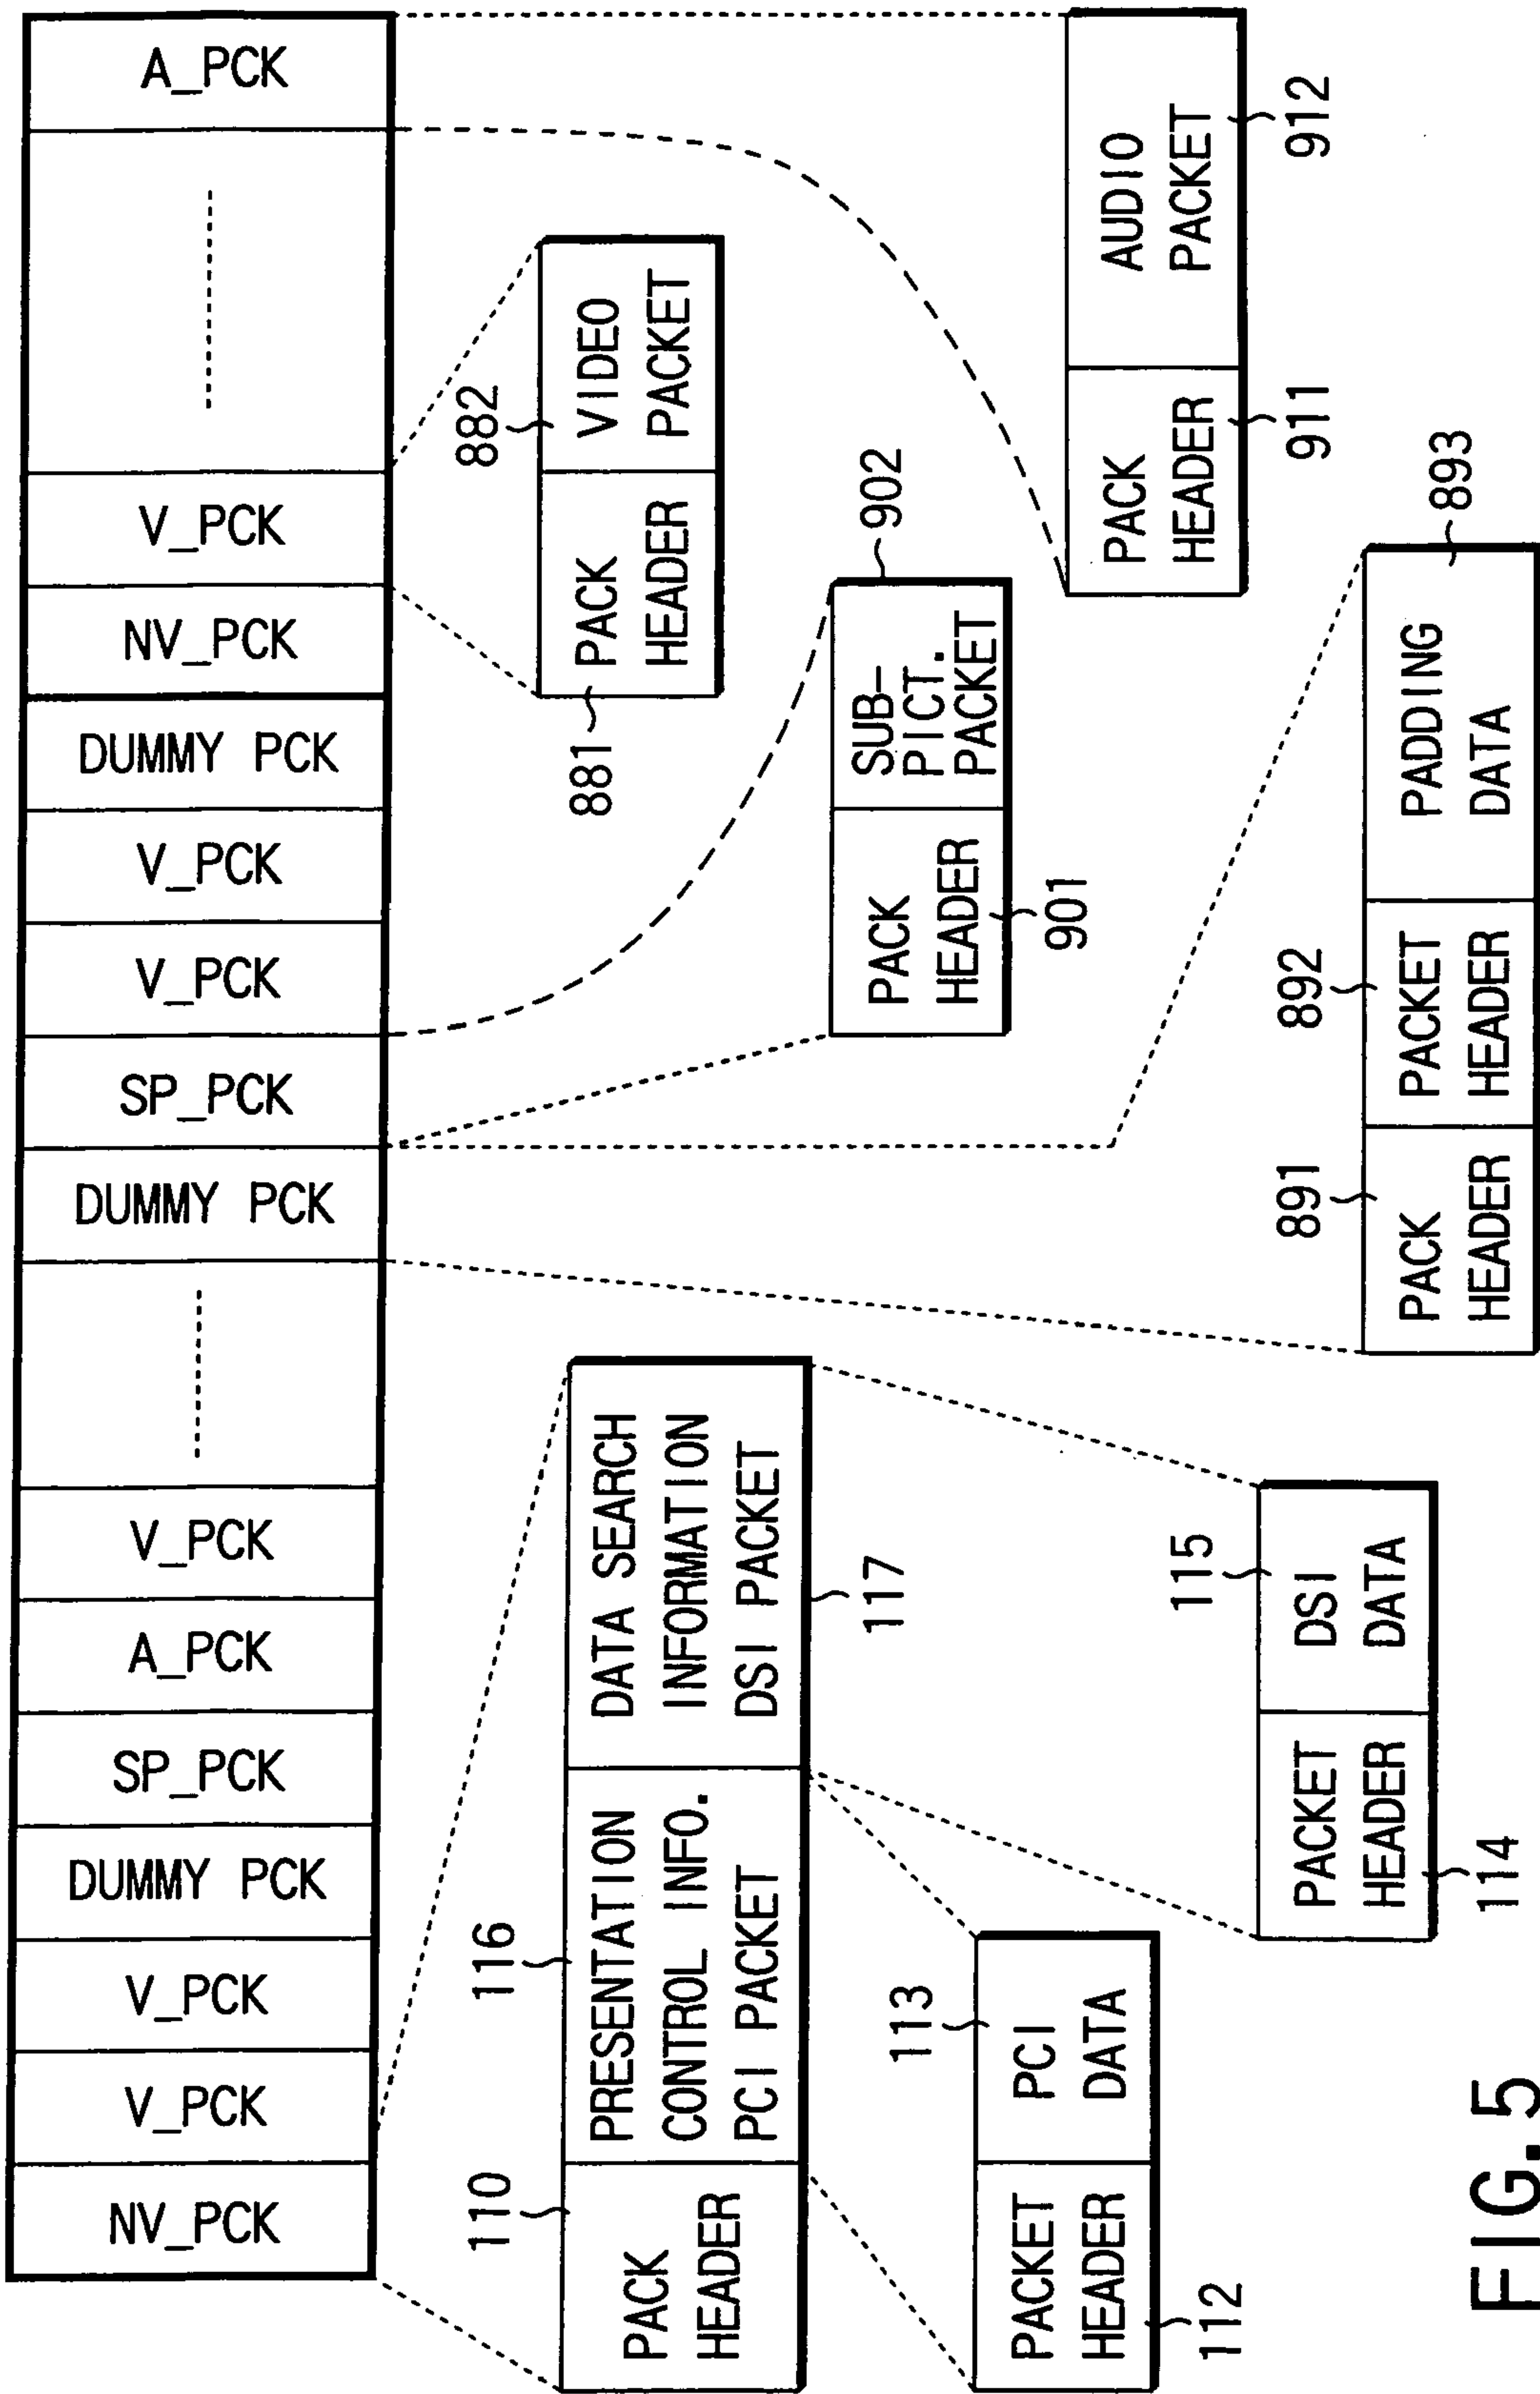 NV_PCK
V_PCK
V_PCK
DUMMY PCK
SP_PCK
A_PCK
V_PCK
DUMMY PCK
SP_PCK
V_PCK
V_PCK
DUMMY PCK
NV_PCK
V_PCK
A_PCK
110
PACK
HEADER
116
PRESENTATION
CONTROL INFO.
PCI PACKET
DATA SEARCH
INFORMATION
DSI PACKET
117
881
PACK
HEADER
882
VIDEO
PACKET
PACK
HEADER
901
SUB-
PICT.
PACKET
902
PACKET
HEADER
112
113
PCI
DATA
PACK
HEADER
911
AUDIO
PACKET
912
PACKET
HEADER
114
115
DSI
DATA
891
PACK
HEADER
892
PACKET
HEADER
PADDING
DATA
893
FIG.5